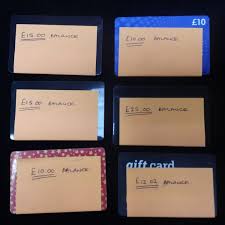 £10
£15.00 BALANCE
£10.00 BALANCE
£15.00 BALANCE
£25.00 BALANCE
gift card
£10.00 BALANCE
£12.02 BALANCE